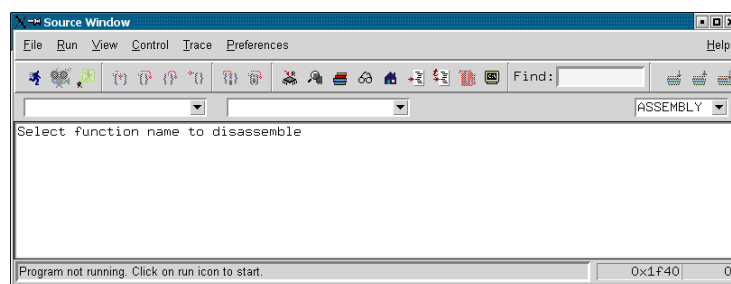 Source Window
File Run View Control Trace Preferences Help
Find:
ASSEMBLY
Select function name to disassemble
Program not running. Click on run icon to start. 0x1f40 0